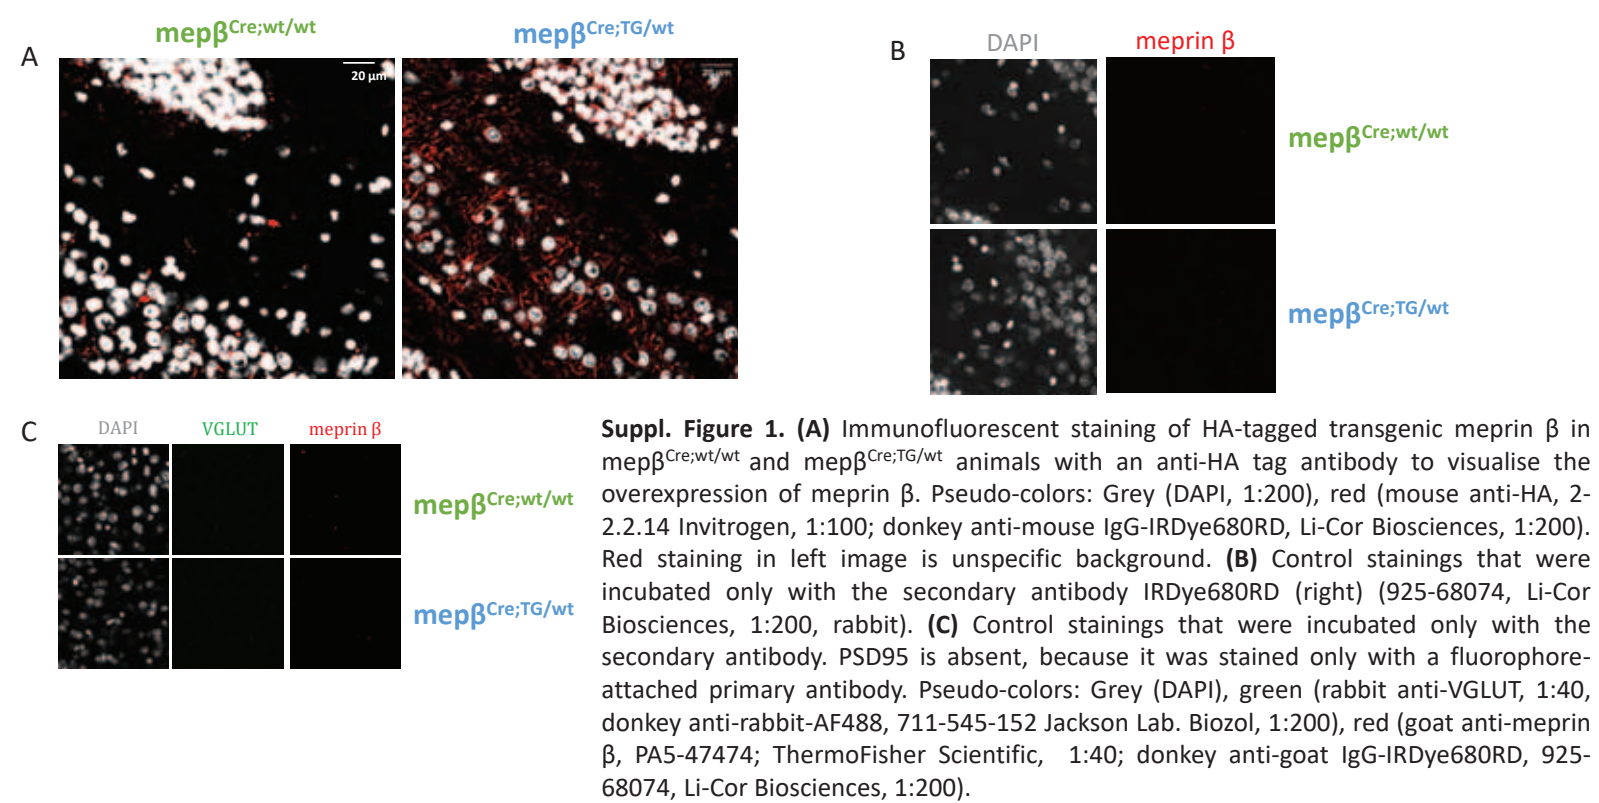 A
mepβCre;wt/wt
mepβCre;TG/wt
20 µm
B
DAPI
meprin β
mepβCre;wt/wt
mepβCre;TG/wt
C
DAPI
VGLUT
meprin β
mepβCre;wt/wt
mepβCre;TG/wt
Suppl. Figure 1. (A) Immunofluorescent staining of HA-tagged transgenic meprin β in
mepβCre;wt/wt and mepβCre;TG/wt animals with an anti-HA tag antibody to visualise the
overexpression of meprin β. Pseudo-colors: Grey (DAPI, 1:200), red (mouse anti-HA, 2-
2.2.14 Invitrogen, 1:100; donkey anti-mouse IgG-IRDye680RD, Li-Cor Biosciences, 1:200).
Red staining in left image is unspecific background. (B) Control stainings that were
incubated only with the secondary antibody IRDye680RD (right) (925-68074, Li-Cor
Biosciences, 1:200, rabbit). (C) Control stainings that were incubated only with the
secondary antibody. PSD95 is absent, because it was stained only with a fluorophore-
attached primary antibody. Pseudo-colors: Grey (DAPI), green (rabbit anti-VGLUT, 1:40,
donkey anti-rabbit-AF488, 711-545-152 Jackson Lab. Biozol, 1:200), red (goat anti-meprin
β, PA5-47474; ThermoFisher Scientific, 1:40; donkey anti-goat IgG-IRDye680RD, 925-
68074, Li-Cor Biosciences, 1:200).